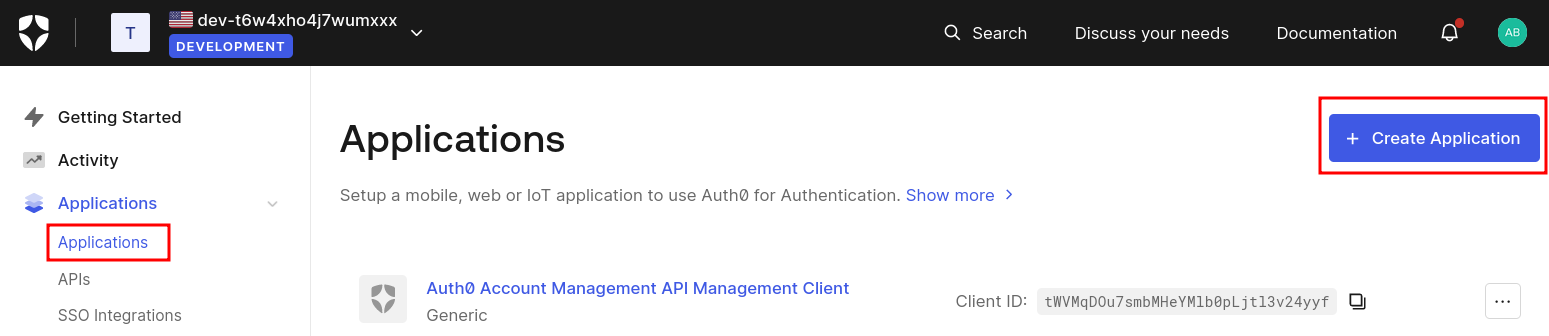 T
dev-t6w4xho4j7wumxxx
DEVELOPMENT
Search
Discuss your needs
Documentation
AB
Getting Started
Activity
Applications
Applications
APIs
SSO Integrations
Applications
+ Create Application
Setup a mobile, web or IoT application to use Auth0 for Authentication. Show more >
Auth0 Account Management API Management Client
Generic
Client ID: tWVMqDOu7smbMHeYMlb0pLjtl3v24yyf
...